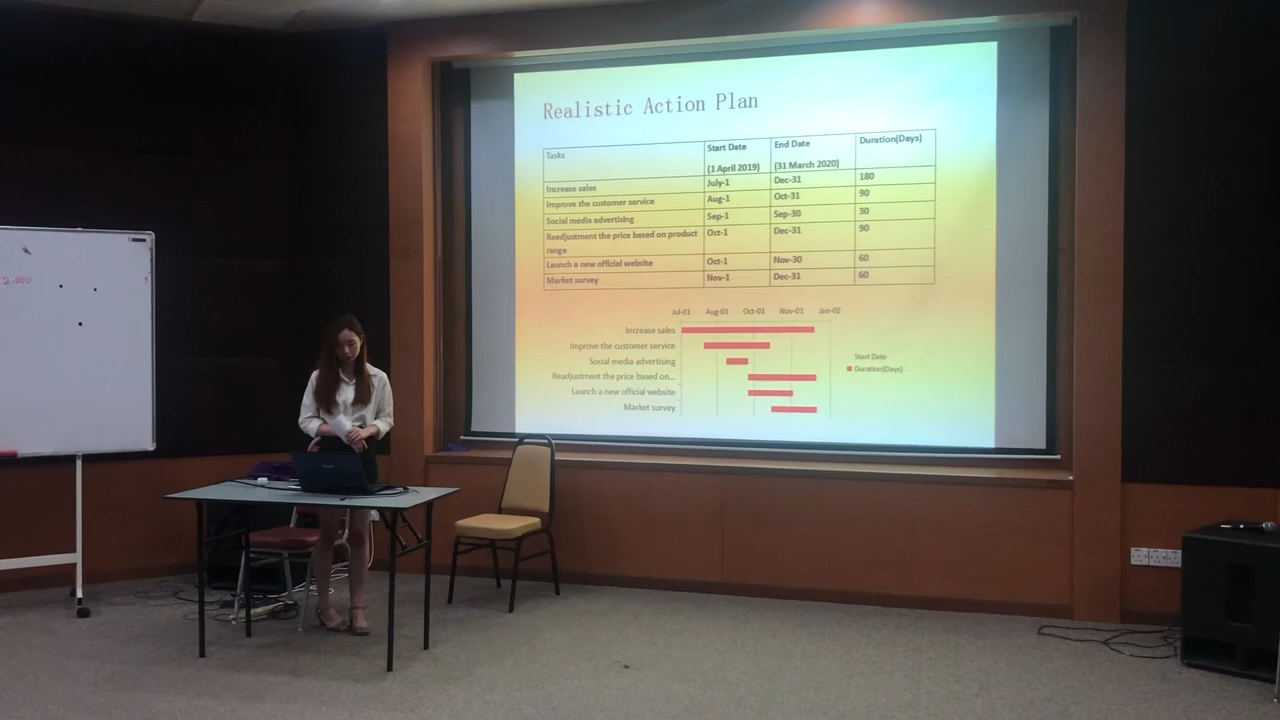 Realistic Action Plan
Tasks Start Date (1 April 2019) End Date (31 March 2020) Duration(Days)
Increase sales July-1 Dec-31 180
Improve the customer service Aug-1 Oct-31 90
Social media advertising Sep-1 Sep-30 30
Readjustment the price based on product range Oct-1 Dec-31 90
Launch a new official website Oct-1 Nov-30 60
Market survey Nov-1 Dec-31 60
Jul-01 Aug-01 Oct-01 Nov-01 Jan-02
Increase sales
Improve the customer service
Social media advertising
Readjustment the price based on...
Launch a new official website
Market survey
Start Date
Duration(Days)